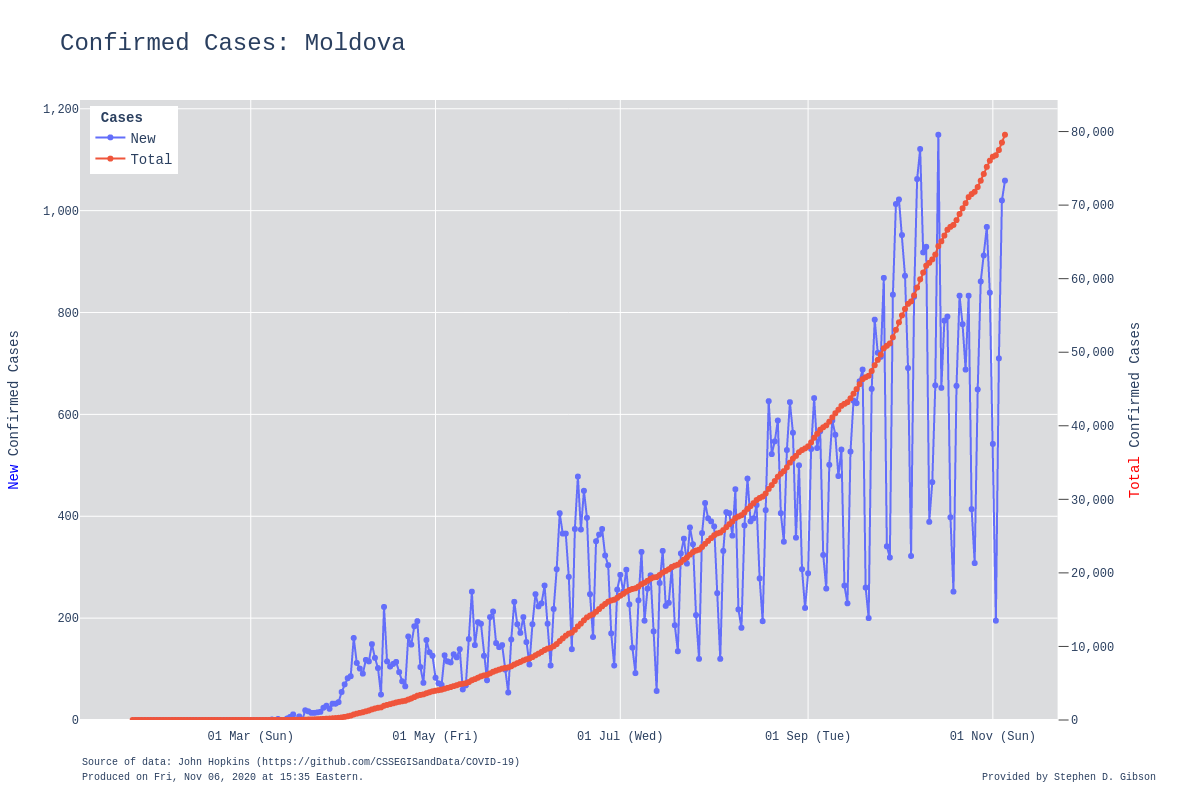 Confirmed Cases: Moldova
Cases
New
Total
1,200
1,000
800
600
400
200
0
New Confirmed Cases
80,000
70,000
60,000
50,000
40,000
30,000
20,000
10,000
0
Total Confirmed Cases
01 Mar (Sun)
01 May (Fri)
01 Jul (Wed)
01 Sep (Tue)
01 Nov (Sun)
Source of data: John Hopkins (https://github.com/CSSEGISandData/COVID-19)
Produced on Fri, Nov 06, 2020 at 15:35 Eastern.
Provided by Stephen D. Gibson